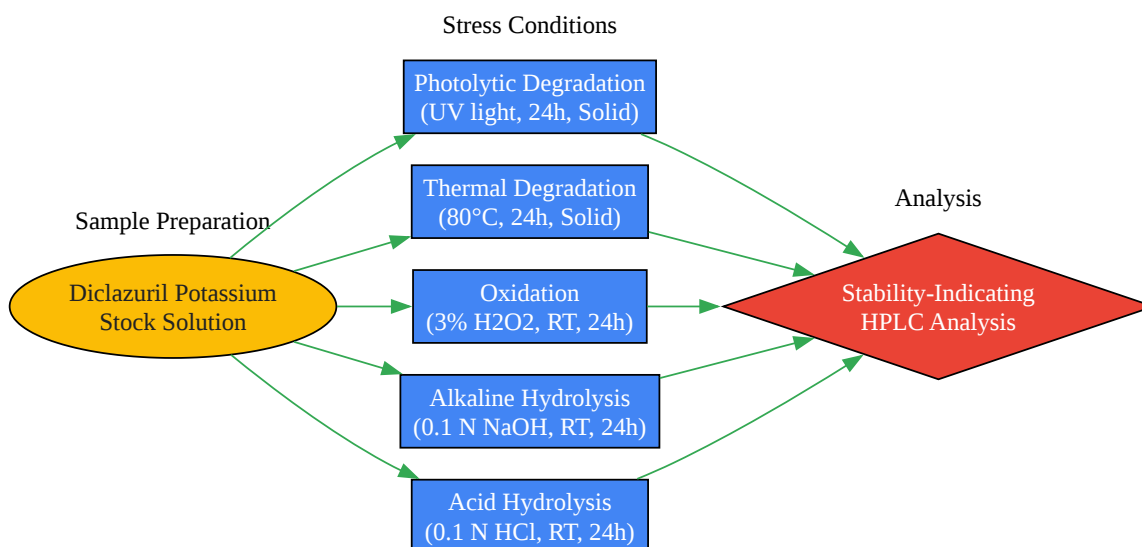 Stress Conditions
Photolytic Degradation
(UV light, 24h, Solid)
Thermal Degradation
(80°C, 24h, Solid)
Sample Preparation
Analysis
Diclazuril Potassium
Stock Solution
Oxidation
(3% H2O2, RT, 24h)
Stability-Indicating
HPLC Analysis
Alkaline Hydrolysis
(0.1 N NaOH, RT, 24h)
Acid Hydrolysis
(0.1 N HCl, RT, 24h)